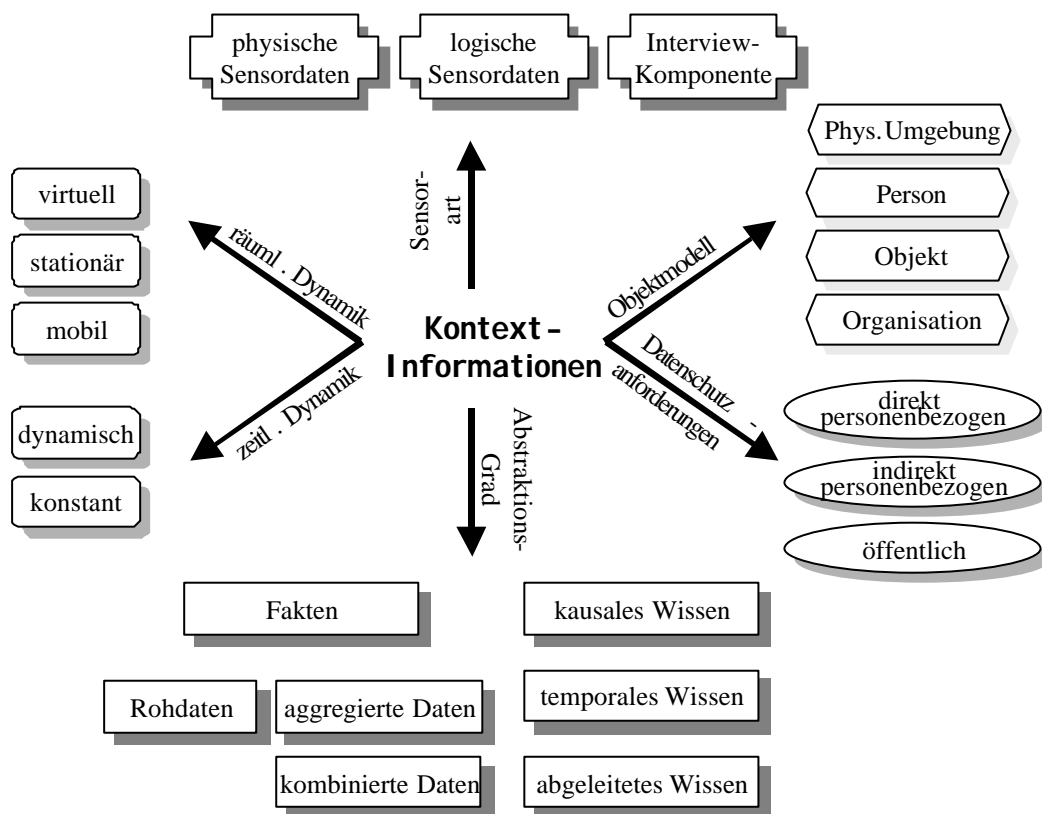 physische
Sensordaten
logische
Sensordaten
Interview-
Komponente
Phys. Umgebung
Person
Objekt
Organisation
virtuell
stationär
mobil
dynamisch
konstant
räuml . Dynamik
zeitl . Dynamik
Sensor-
art
Objektmodell
Kontext–
Informationen
Datenschutz -
anforderungen
Abstraktions-
Grad
direkt
personenbezogen
indirekt
personenbezogen
öffentlich
Fakten
kausales Wissen
Rohdaten
aggregierte Daten
temporales Wissen
kombinierte Daten
abgeleitetes Wissen